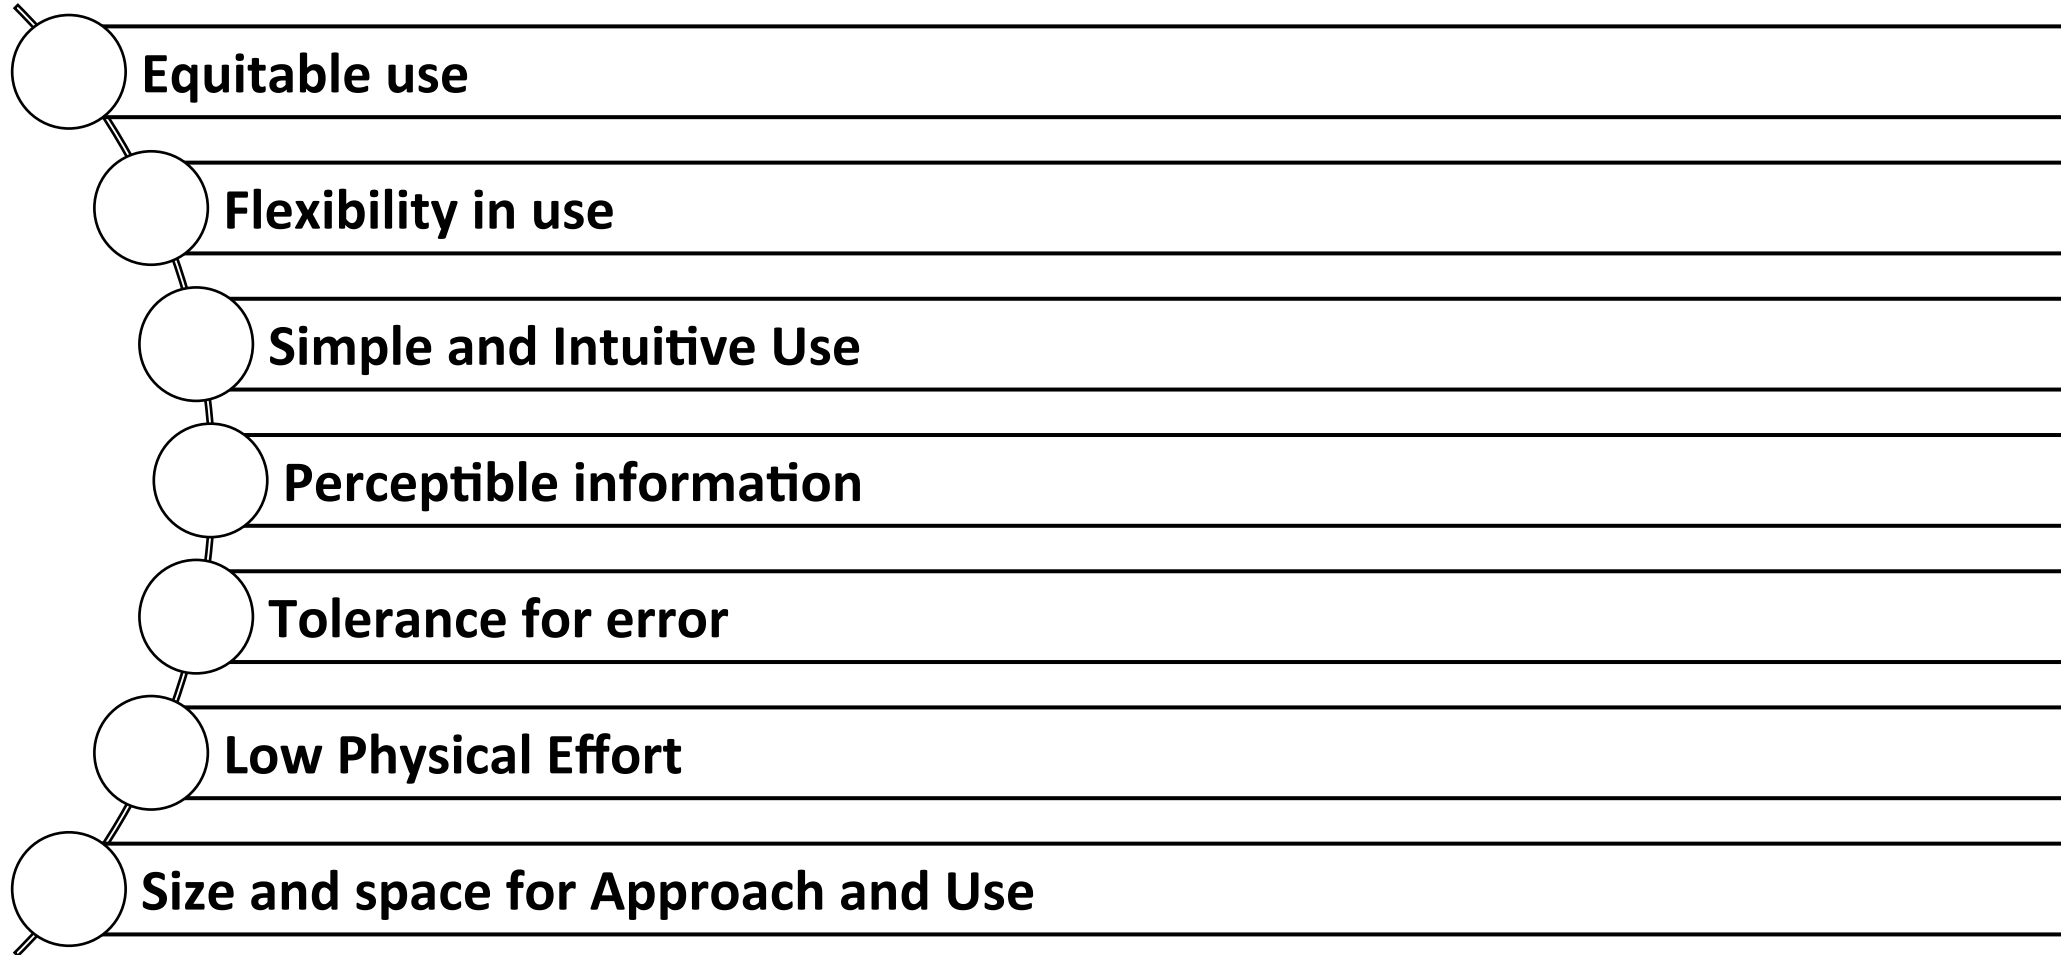 Equitable use
Flexibility in use
Simple and Intuitive Use
Perceptible information
Tolerance for error
Low Physical Effort
Size and space for Approach and Use